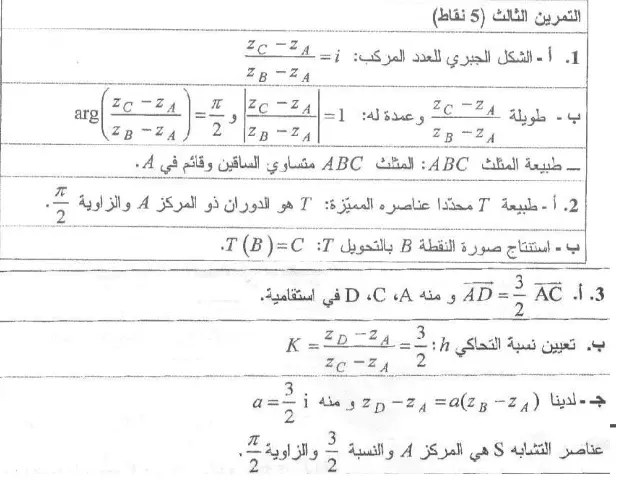 التمرين الثالث (5 نقاط)
1. أ - الشكل الجبري للعدد المركب: \frac{z_C - z_A}{z_B - z_A} = i
ب - طويلة \frac{z_C - z_A}{z_B - z_A} وعمدة له: \left|\frac{z_C - z_A}{z_B - z_A}\right| = 1 و \arg\left(\frac{z_C - z_A}{z_B - z_A}\right) = \frac{\pi}{2}
— طبيعة المثلث ABC: المثلث ABC متساوي الساقين وقائم في A.
2. أ - طبيعة T محدّدا عناصره المميّزة: T هو الدوران ذو المركز A والزاوية \frac{\pi}{2}.
ب - استنتاج صورة النقطة B بالتحويل T: T(B) = C.
3. أ. \overrightarrow{AD} = \frac{3}{2} \overrightarrow{AC} و منه A، C، D في استقامية.
ب. تعيين نسبة التحاكي h: K = \frac{z_D - z_A}{z_C - z_A} = \frac{3}{2}
جـ - لدينا z_D - z_A = a(z_B - z_A) و منه a = \frac{3}{2} i
عناصر التشابه S هي المركز A والنسبة \frac{3}{2} والزاوية \frac{\pi}{2}.